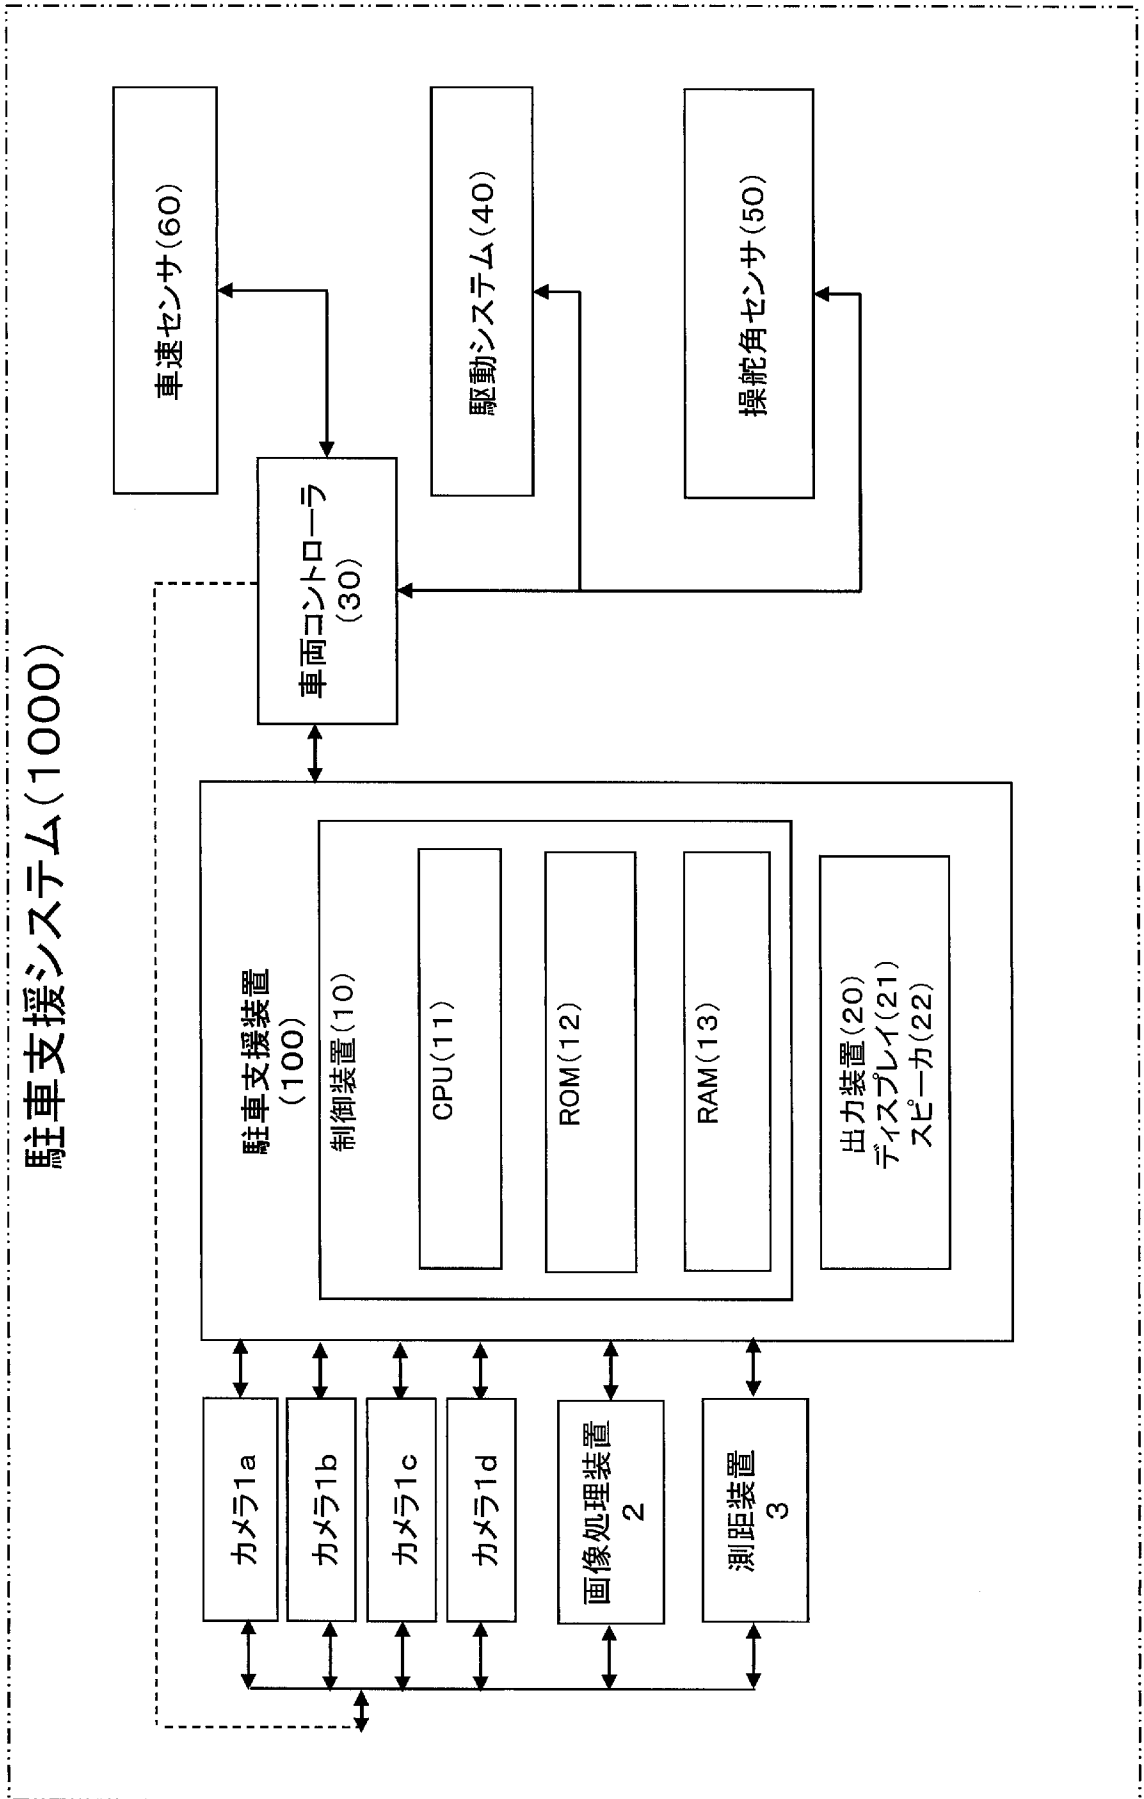 駐車支援システム(1000)
カメラ1a
カメラ1b
カメラ1c
カメラ1d
画像処理装置
2
測距装置
3
駐車支援装置
(100)
制御装置(10)
CPU(11)
ROM(12)
RAM(13)
出力装置(20)
ディスプレイ(21)
スピーカ(22)
車両コントローラ
(30)
車速センサ(60)
駆動システム(40)
操舵角センサ(50)